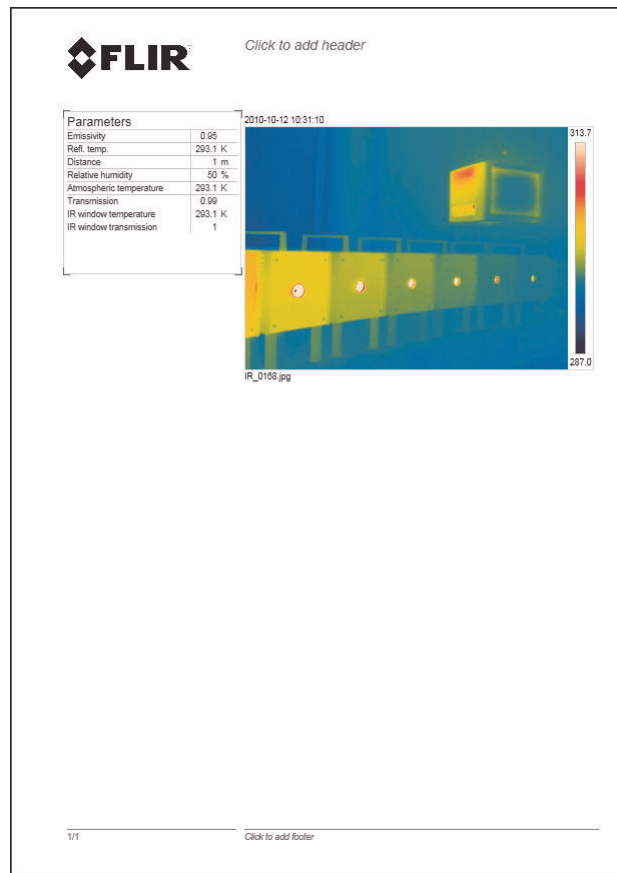 FLIR
Click to add header
Parameters
Emissivity 0.95
Refl. temp. 293.1 K
Distance 1 m
Relative humidity 50 %
Atmospheric temperature 293.1 K
Transmission 0.99
IR window temperature 293.1 K
IR window transmission 1
2010-10-12 10:31:10
313.7
287.0
IR_0168.jpg
1/1
Click to add footer